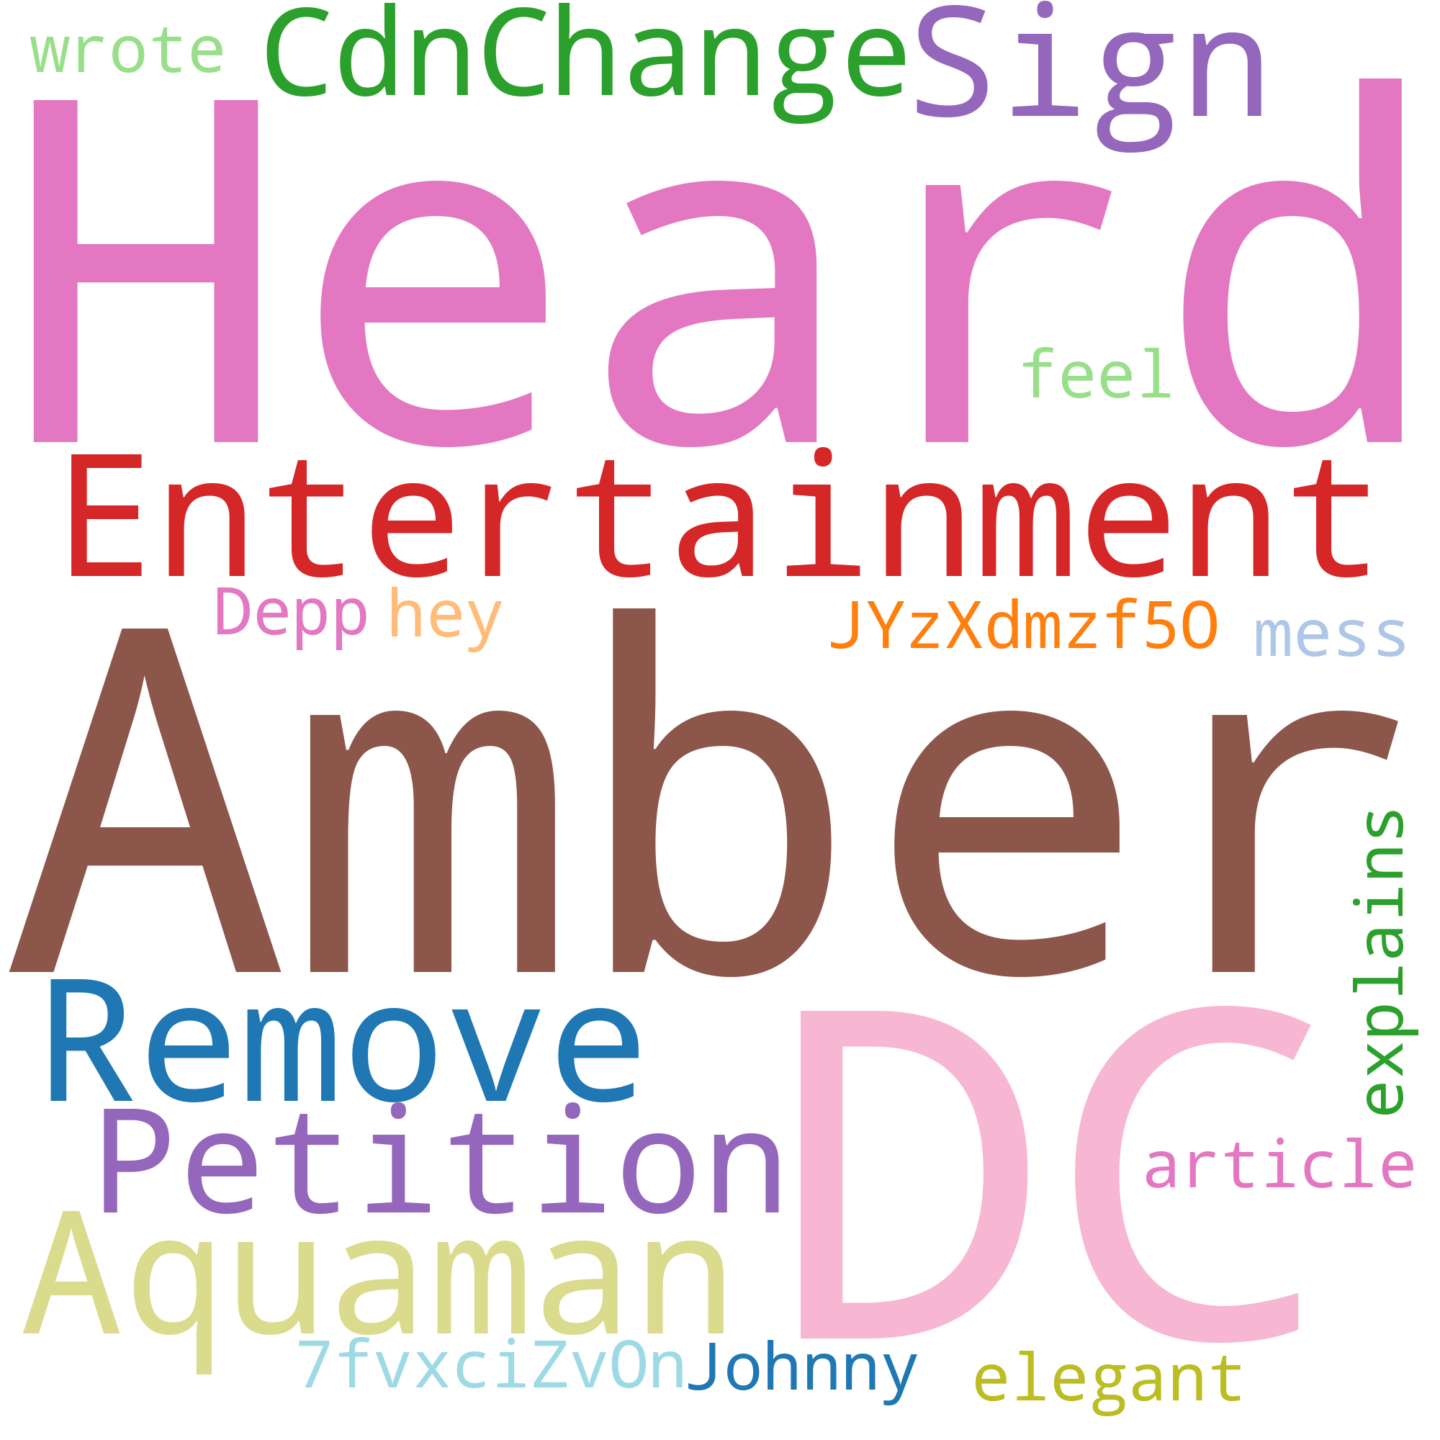 wrote CdnChange Sign
Heard
feel
Entertainment
Depp hey JYzXdmzf5O mess
Amber
explains
Remove DC
Petition article
Aquaman
7fvxciZvOn Johnny elegant